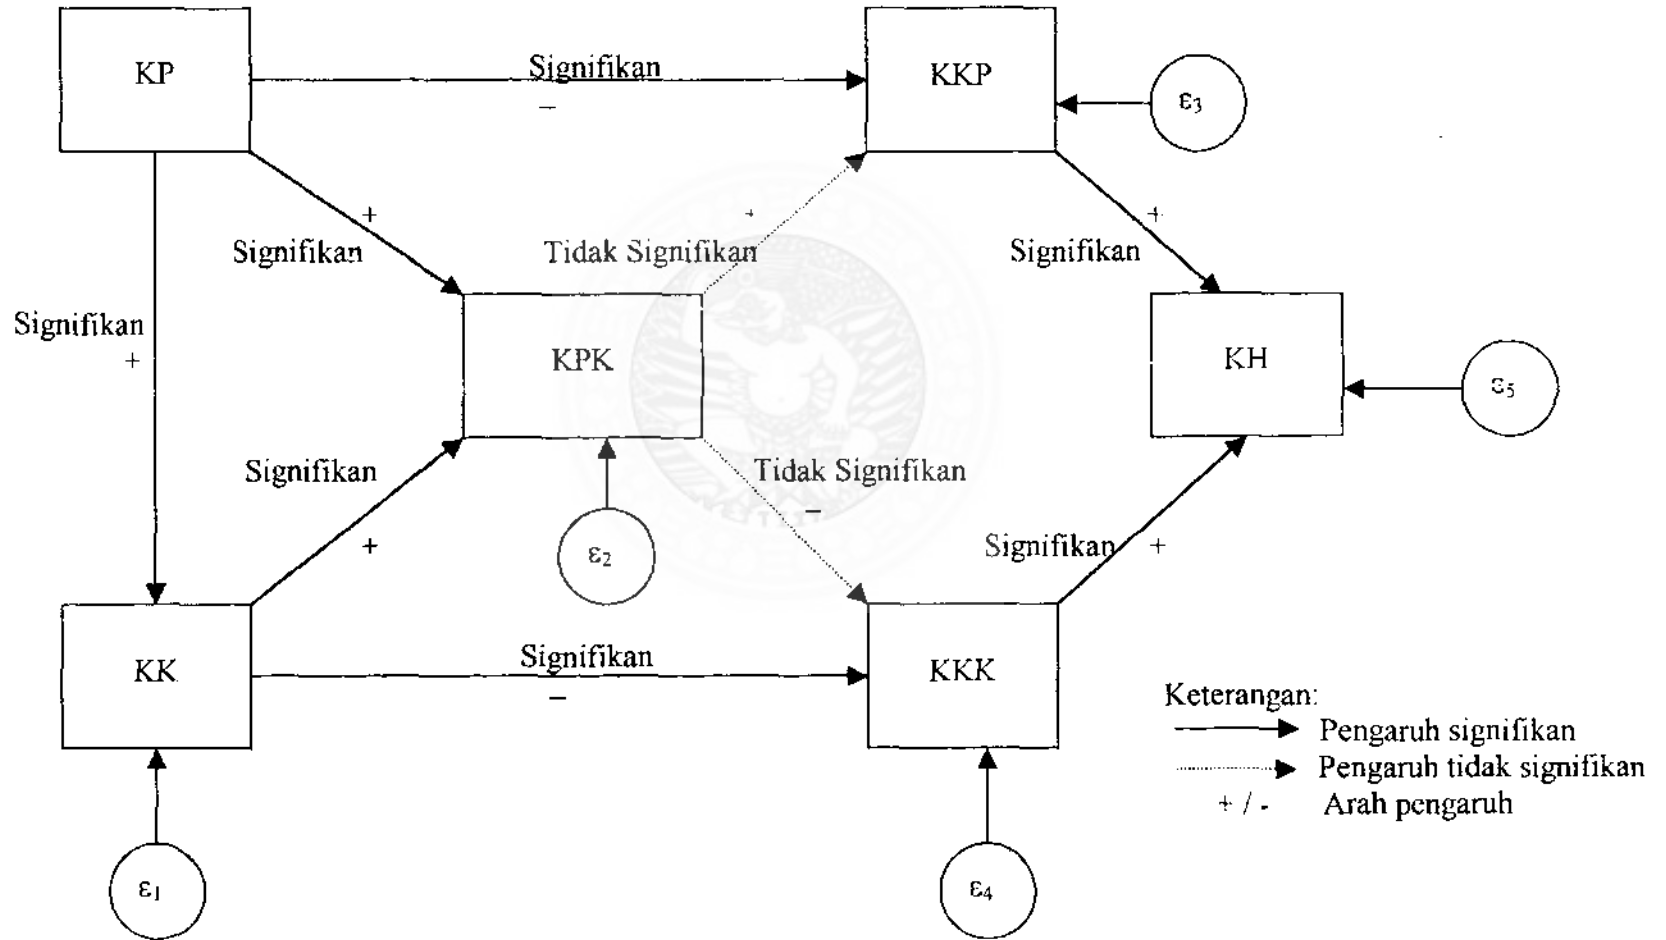 KP
Signifikan
−
KKP
ε3
+
Signifikan
Tidak Signifikan
+
+
Signifikan
Signifikan
+
KPK
KH
ε5
Signifikan
+
Tidak Signifikan
−
ε2
Signifikan +
KK
Signifikan
−
KKK
Keterangan:
Pengaruh signifikan
Pengaruh tidak signifikan
+ / - Arah pengaruh
ε1
ε4